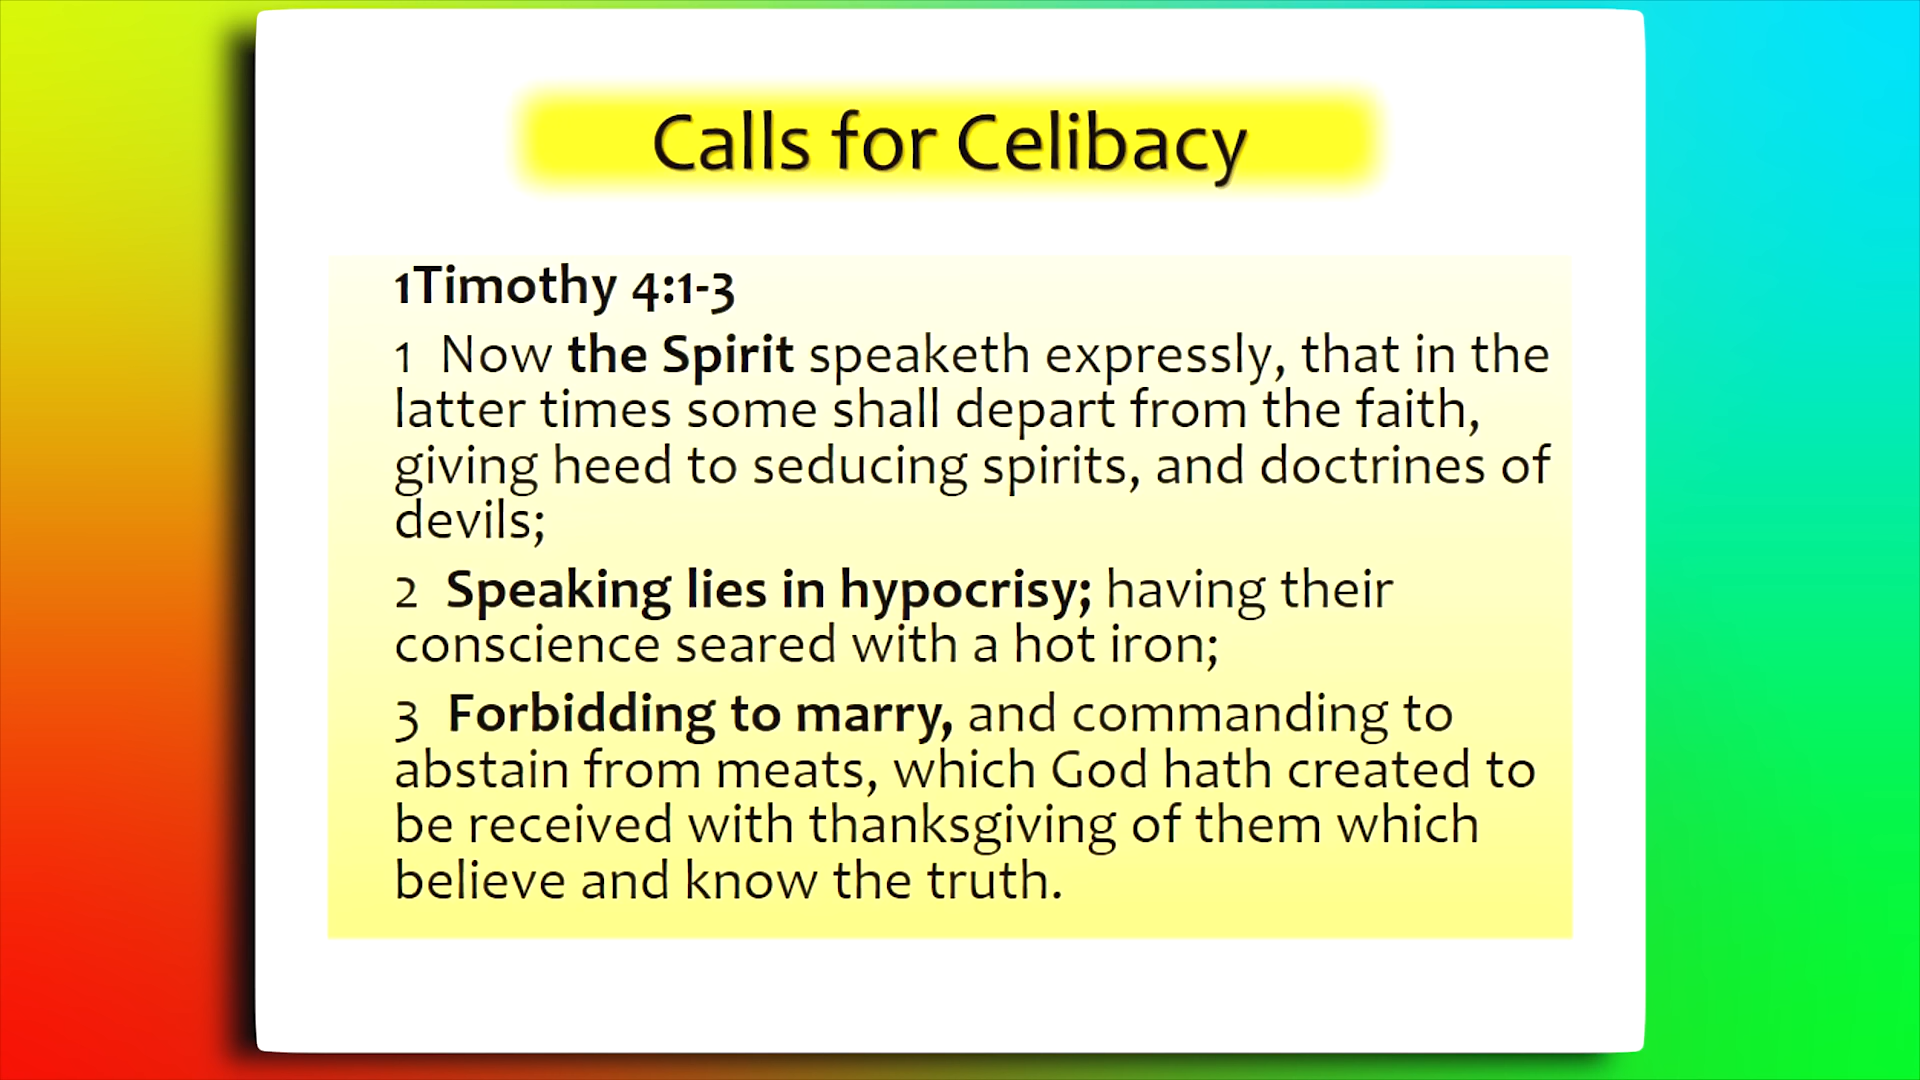 Calls for Celibacy
1Timothy 4:1-3
1 Now the Spirit speaketh expressly, that in the
latter times some shall depart from the faith,
giving heed to seducing spirits, and doctrines of
devils;
2 Speaking lies in hypocrisy; having their
conscience seared with a hot iron;
3 Forbidding to marry, and commanding to
abstain from meats, which God hath created to
be received with thanksgiving of them which
believe and know the truth.